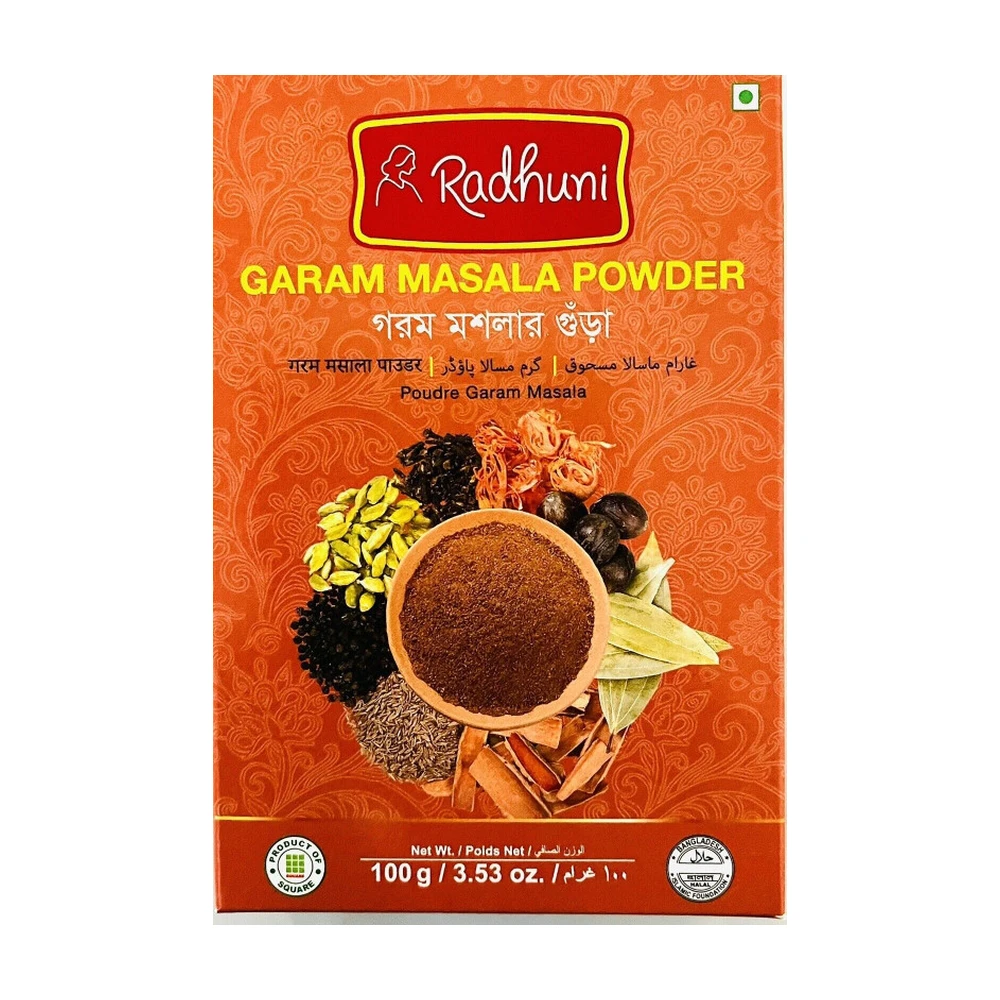 Radhuni
GARAM MASALA POWDER
গরম মশলার গুঁড়া
गरम मसाला पाउडर | گرم مسالا پاؤڈر | غارام ماسالا مسحوق
Poudre Garam Masala
PRODUCT OF
SQUARE
Net Wt. / Poids Net / الوزن الصافي
100 g / 3.53 oz. / ١٠٠ غرام
BANGLADESH
حلال
হালাল
HALAL
ISLAMIC FOUNDATION